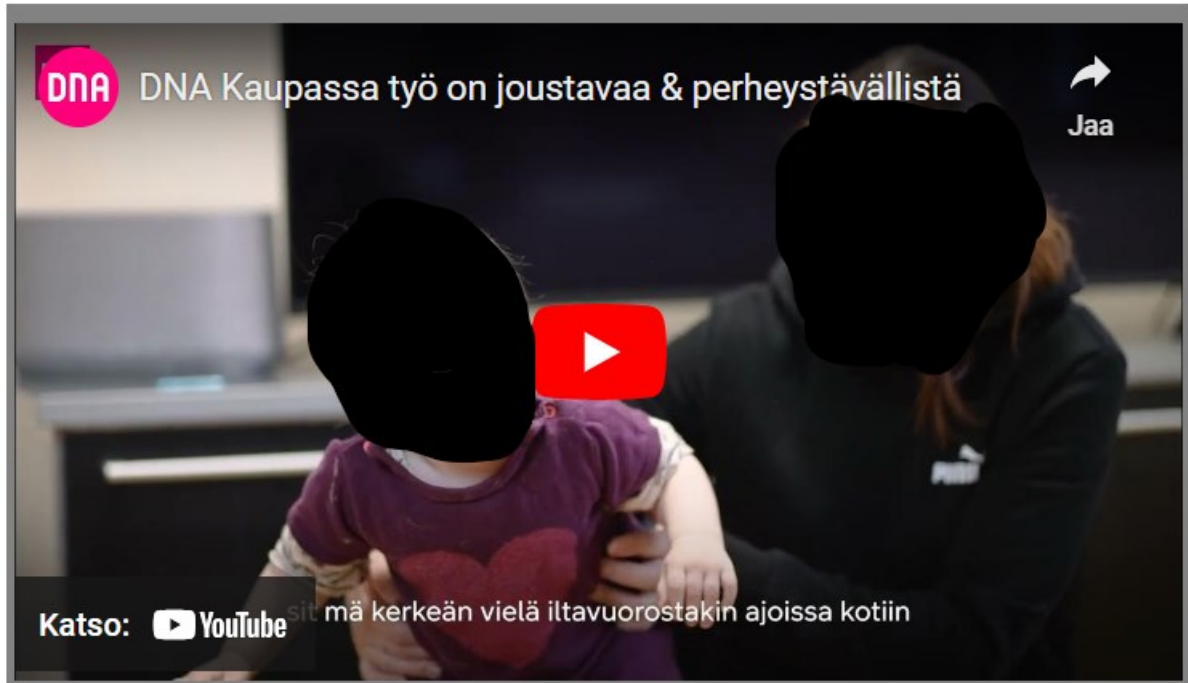 DNA
DNA Kaupassa työ on joustavaa & perheystävällistä
Jaa
PUMA
sit mä kerkeän vielä iltavuorostakin ajoissa kotiin
Katso: YouTube